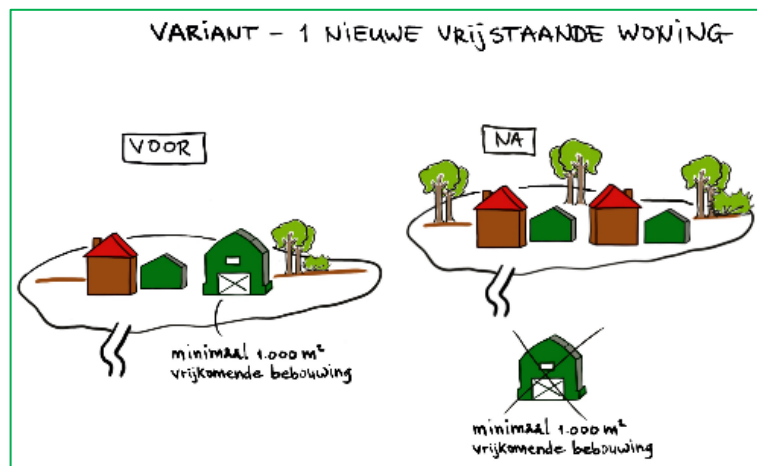 VARIANT - 1 NIEUWE VRIJSTAANDE WONING
VOOR
NA
minimaal 1.000 m²
vrijkomende bebouwing
minimaal 1.000 m²
vrijkomende bebouwing